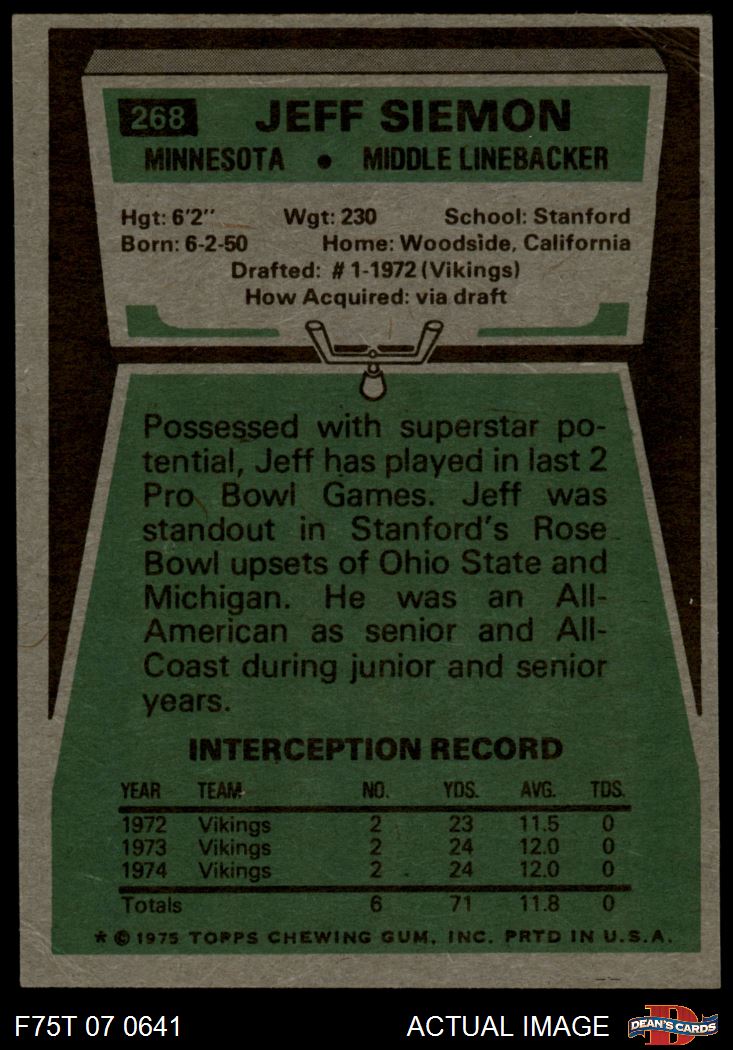 268 JEFF SIEMON
MINNESOTA • MIDDLE LINEBACKER
Hgt: 6'2" Wgt: 230 School: Stanford
Born: 6-2-50 Home: Woodside, California
Drafted: # 1-1972 (Vikings)
How Acquired: via draft
Possessed with superstar po-
tential, Jeff has played in last 2
Pro Bowl Games. Jeff was
standout in Stanford's Rose
Bowl upsets of Ohio State and
Michigan. He was an All-
American as senior and All-
Coast during junior and senior
years.
INTERCEPTION RECORD
YEAR TEAM NO. YDS. AVG. TDS.
1972 Vikings 2 23 11.5 0
1973 Vikings 2 24 12.0 0
1974 Vikings 2 24 12.0 0
Totals 6 71 11.8 0
* © 1975 TOPPS CHEWING GUM, INC. PRTD IN U.S.A.
F75T 07 0641 ACTUAL IMAGE D DEAN'S CARDS